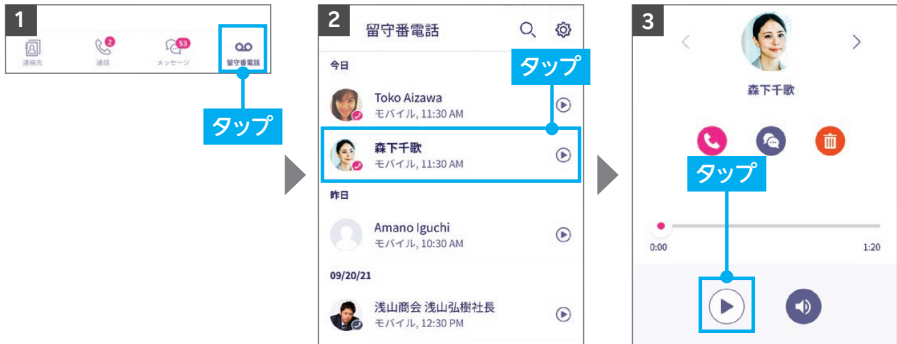 1
2
53
連絡先
通話
メッセージ
留守番電話
タップ
2
留守番電話
今日
タップ
Toko Aizawa
モバイル, 11:30 AM
森下千歌
モバイル, 11:30 AM
昨日
Amano Iguchi
モバイル, 10:30 AM
09/20/21
浅山商会 浅山弘樹社長
モバイル, 12:30 PM
3
森下千歌
タップ
0:00
1:20